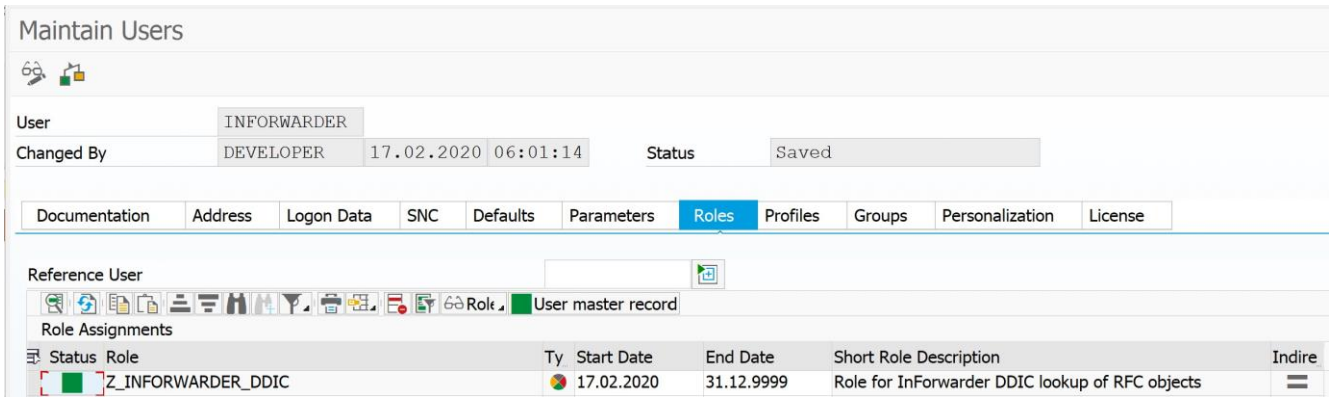 Maintain Users
User INFORWARDER
Changed By DEVELOPER 17.02.2020 06:01:14 Status Saved
Documentation Address Logon Data SNC Defaults Parameters Roles Profiles Groups Personalization License
Reference User
Role User master record
Role Assignments
Status Role Ty Start Date End Date Short Role Description Indire
Z_INFORWARDER_DDIC 17.02.2020 31.12.9999 Role for InForwarder DDIC lookup of RFC objects